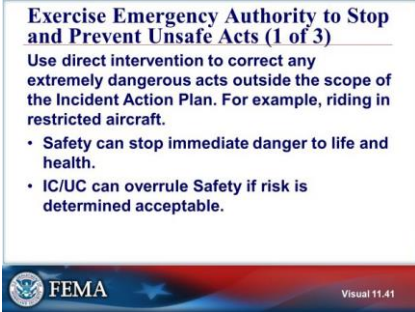 Exercise Emergency Authority to Stop
and Prevent Unsafe Acts (1 of 3)
Use direct intervention to correct any
extremely dangerous acts outside the scope of
the Incident Action Plan. For example, riding in
restricted aircraft.
• Safety can stop immediate danger to life and
health.
• IC/UC can overrule Safety if risk is
determined acceptable.
FEMA
Visual 11.41